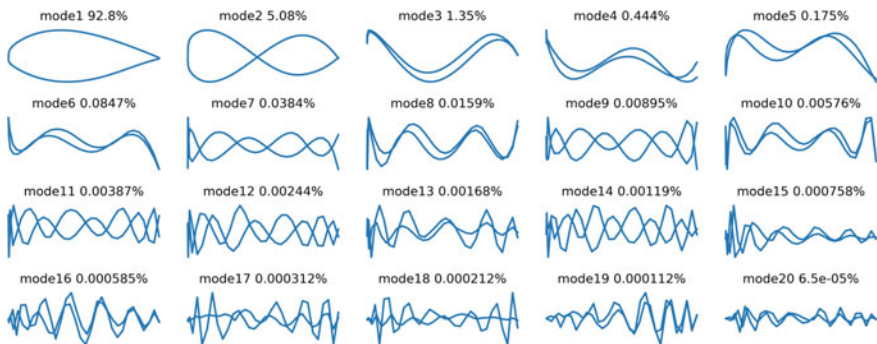 mode1 92.8% mode2 5.08% mode3 1.35% mode4 0.444% mode5 0.175%
mode6 0.0847% mode7 0.0384% mode8 0.0159% mode9 0.00895% mode10 0.00576%
mode11 0.00387% mode12 0.00244% mode13 0.00168% mode14 0.00119% mode15 0.000758%
mode16 0.000585% mode17 0.000312% mode18 0.000212% mode19 0.000112% mode20 6.5e-05%